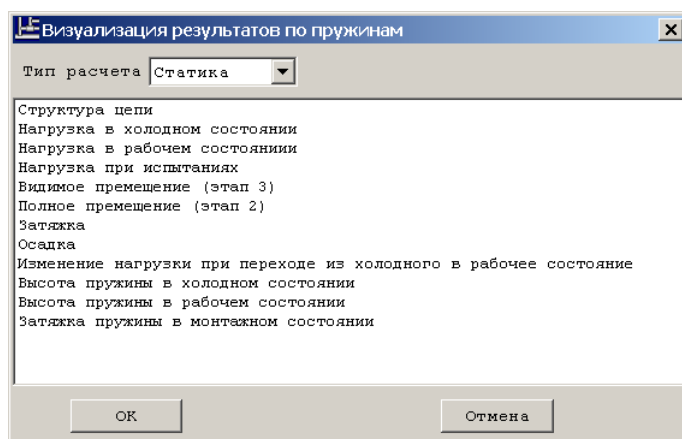 Визуализация результатов по пружинам
Тип расчета Статика
Структура цепи
Нагрузка в холодном состоянии
Нагрузка в рабочем состояниии
Нагрузка при испытаниях
Видимое премещение (этап 3)
Полное премещение (этап 2)
Затяжка
Осадка
Изменение нагрузки при переходе из холодного в рабочее состояние
Высота пружины в холодном состоянии
Высота пружины в рабочем состоянии
Затяжка пружины в монтажном состоянии
ОК Отмена